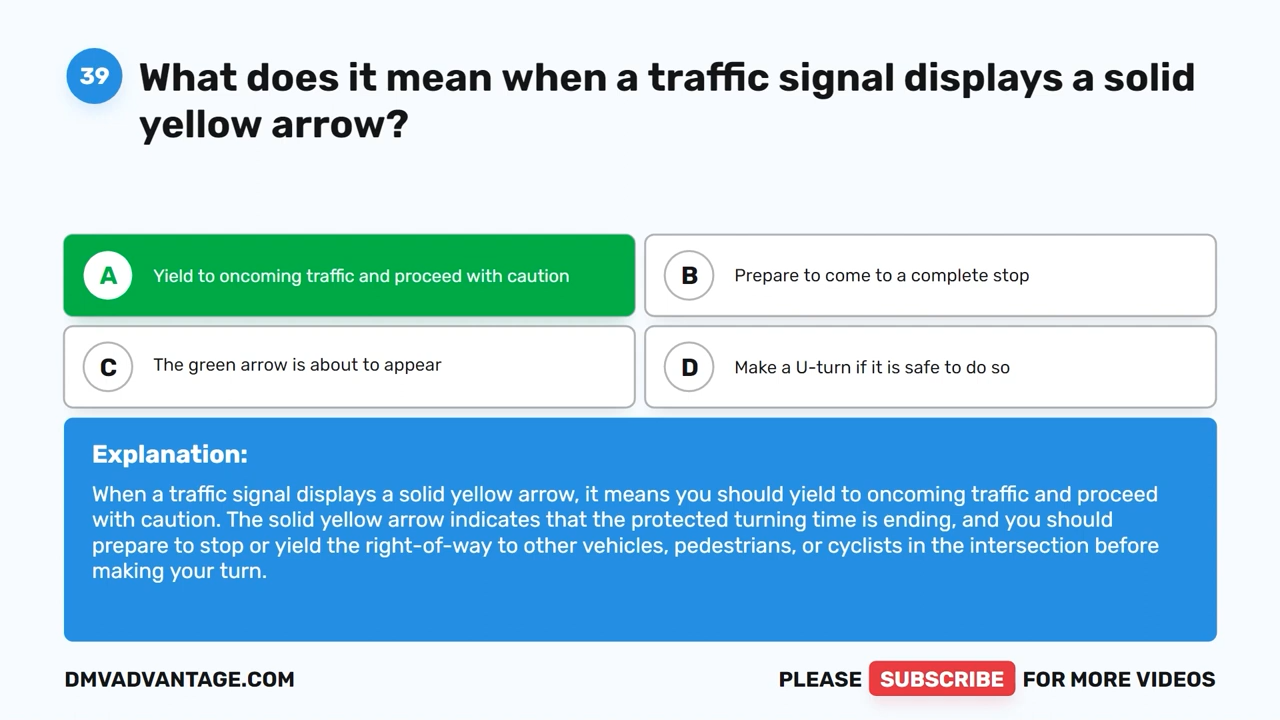 39 What does it mean when a traffic signal displays a solid
yellow arrow?
A Yield to oncoming traffic and proceed with caution
B Prepare to come to a complete stop
C The green arrow is about to appear
D Make a U-turn if it is safe to do so
Explanation:
When a traffic signal displays a solid yellow arrow, it means you should yield to oncoming traffic and proceed
with caution. The solid yellow arrow indicates that the protected turning time is ending, and you should
prepare to stop or yield the right-of-way to other vehicles, pedestrians, or cyclists in the intersection before
making your turn.
DMVADVANTAGE.COM
PLEASE SUBSCRIBE FOR MORE VIDEOS